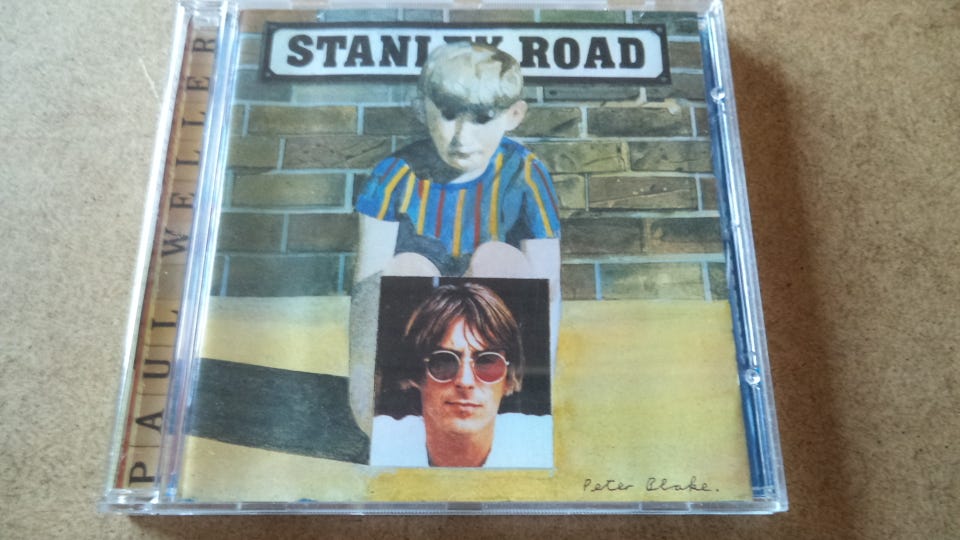 STANLEY ROAD
PAUL WELLER
Peter Blake.